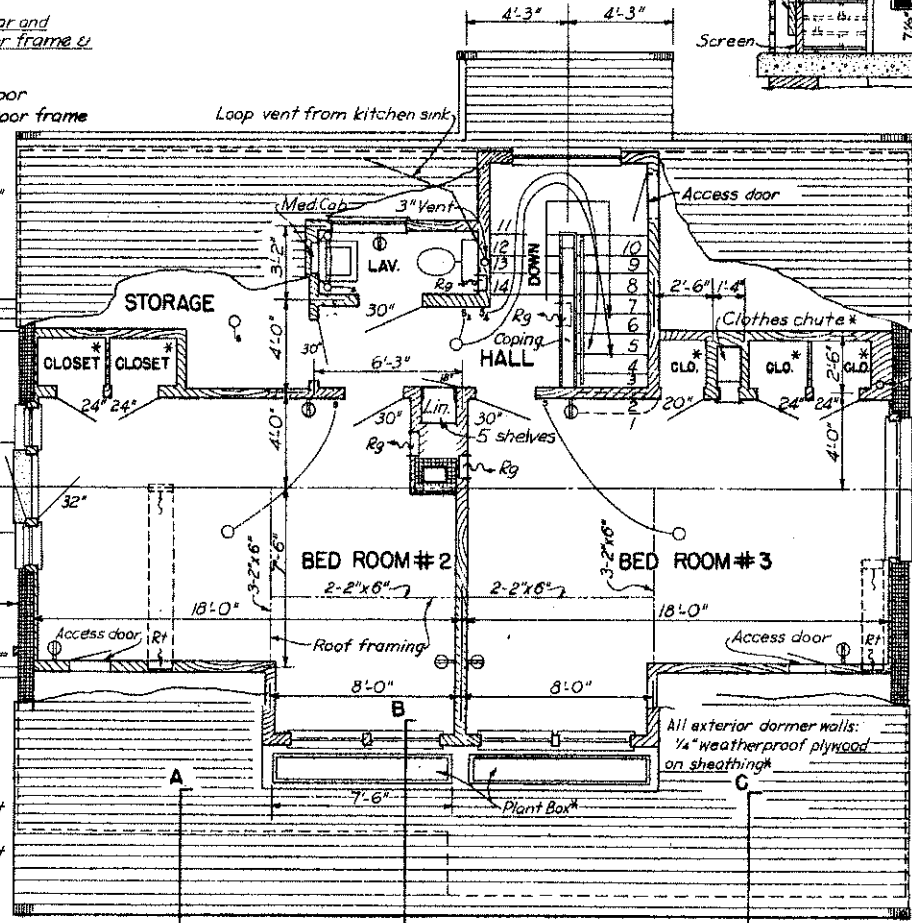 4'-3"
4'-3"
ar and
r frame &
Screen
7⅛"
oor
oor frame
Loop vent from kitchen sink
Med.Cab.
3" Vent
Access door
3'-2"
LAV.
Rg
11
12
13
14
DOWN
10
9
8
7
6
5
4
3
2
1
2'-6"
1'-4"
STORAGE
30"
Rg
Coping
Clothes chute*
4'-0"
HALL
30"
6'-3"
CLOSET*
CLOSET*
CLO.*
CLO.*
CLO.*
2'-6"
18"
24"
24"
30"
Lin.
30"
20"
24"
24"
4'-0"
5 shelves
4'-0"
Rg
Rg
32"
3-2"x6"
7'-6"
BED ROOM #2
3-2"x6"
BED ROOM #3
2-2"x6"
2-2"x6"
18'-0"
18'-0"
Access door
Rt
Roof framing
Access door
Rt
8'-0"
8'-0"
B
All exterior dormer walls:
¼" weatherproof plywood
on sheathing*
A
C
7'-6"
Plant Box*